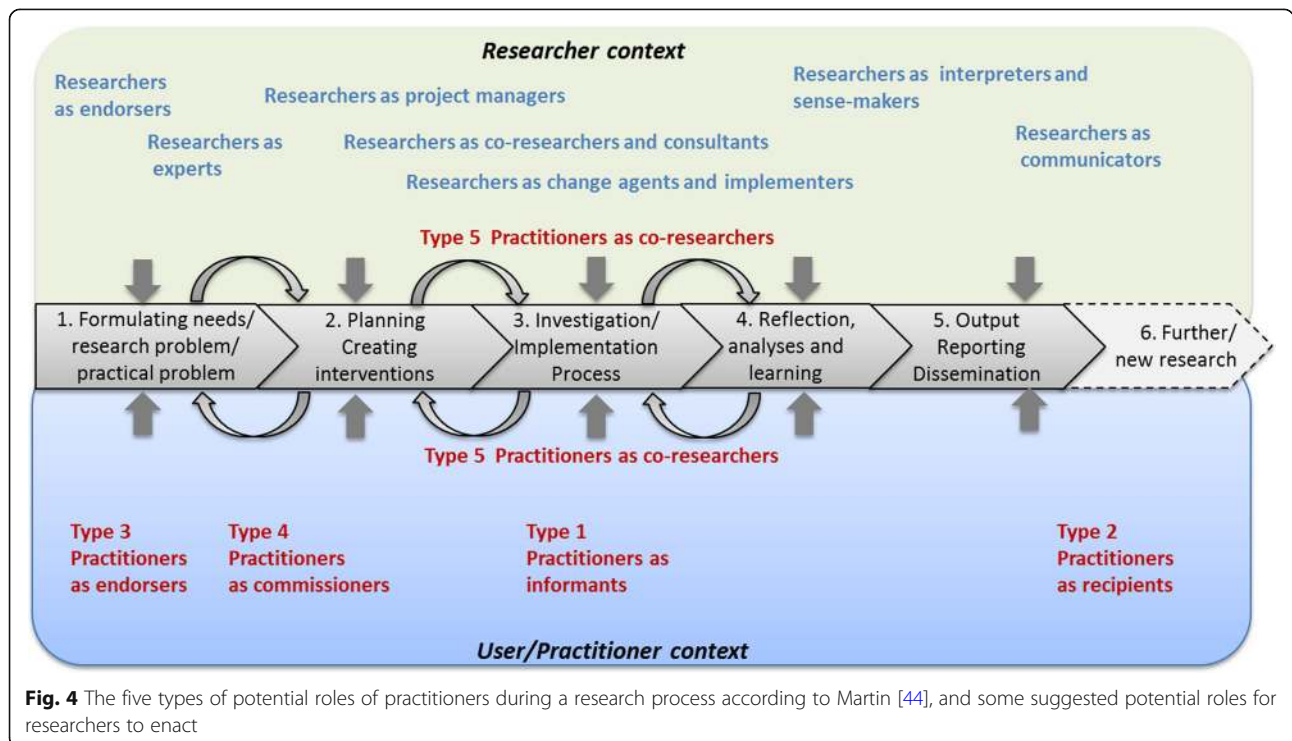 Researcher context
Researchers
as endorsers
Researchers as project managers
Researchers as interpreters and
sense-makers
Researchers as
experts
Researchers as co-researchers and consultants
Researchers as
communicators
Researchers as change agents and implementers
Type 5 Practitioners as co-researchers
1. Formulating needs/
research problem/
practical problem
2. Planning
Creating
interventions
3. Investigation/
Implementation
Process
4. Reflection,
analyses and
learning
5. Output
Reporting
Dissemination
6. Further/
new research
Type 5 Practitioners as co-researchers
Type 3
Practitioners
as endorsers
Type 4
Practitioners
as commissioners
Type 1
Practitioners as
informants
Type 2
Practitioners
as recipients
User/Practitioner context
Fig. 4 The five types of potential roles of practitioners during a research process according to Martin [44], and some suggested potential roles for
researchers to enact